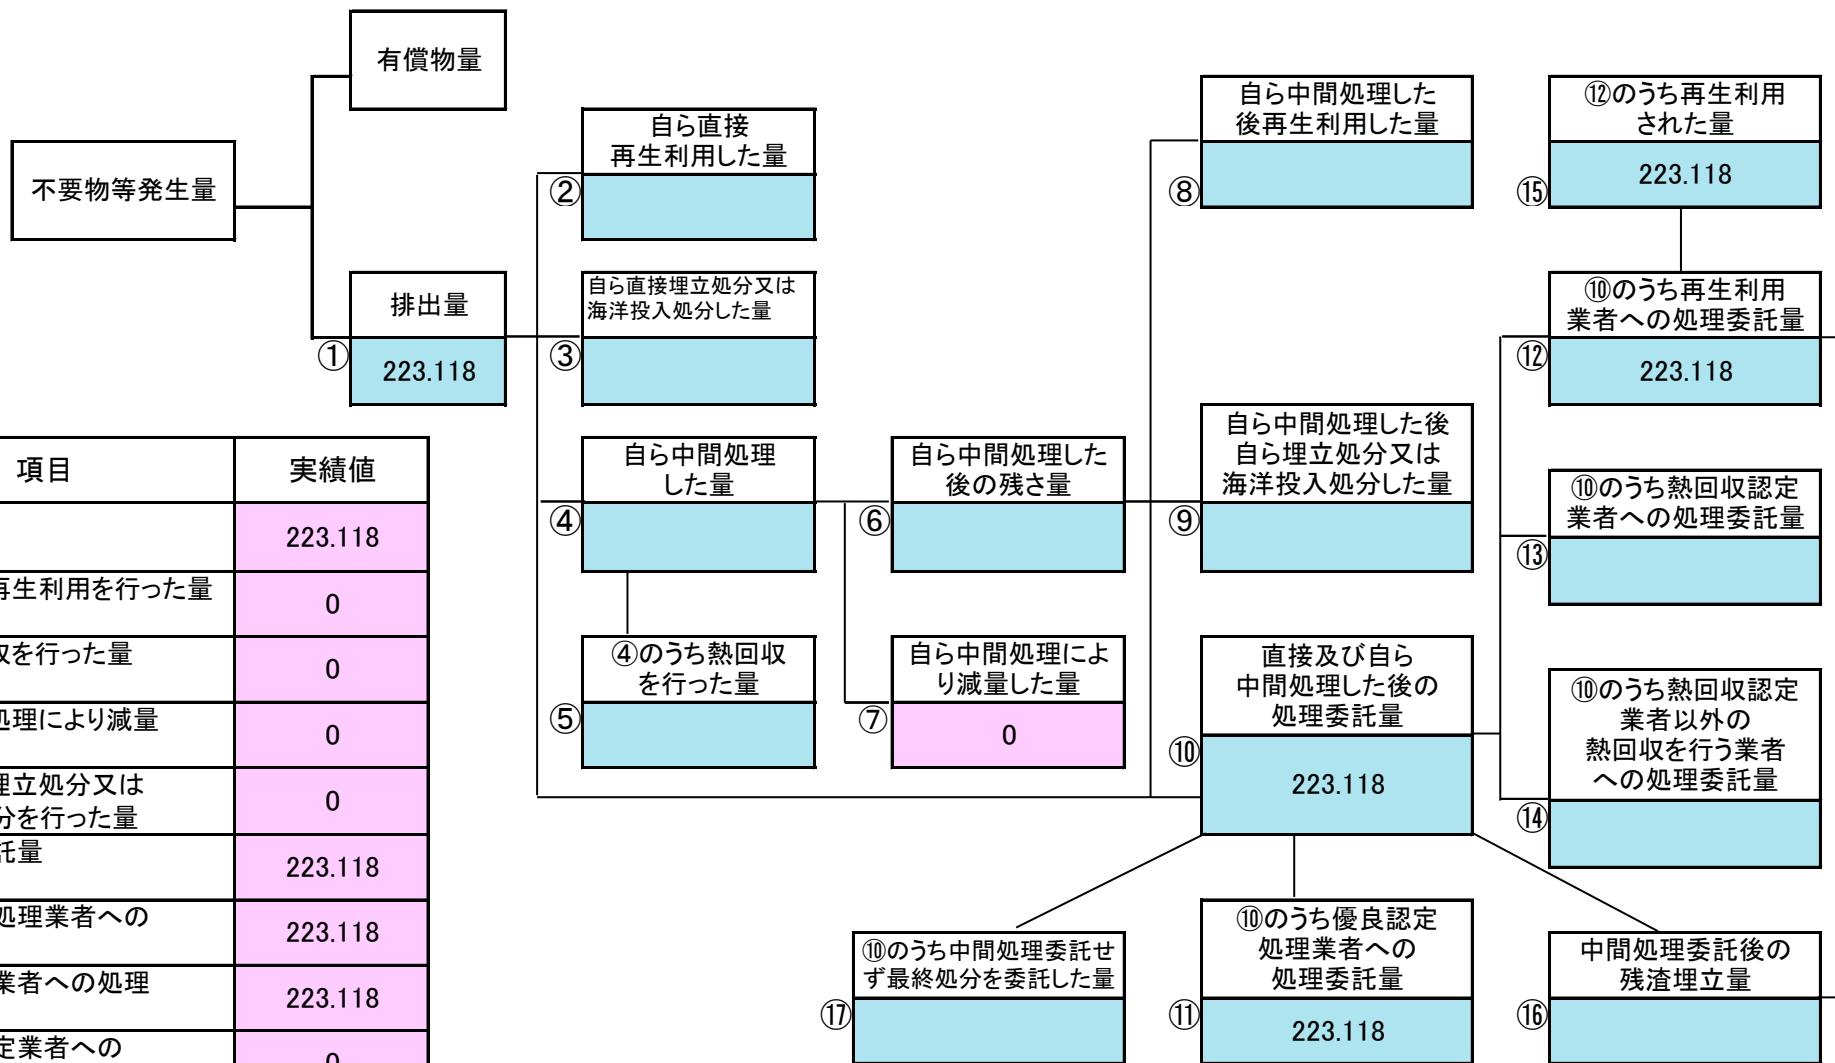 有償物量
不要物等発生量
排出量
①
223.118
自ら直接
再生利用した量
②
自ら直接埋立処分又は
海洋投入処分した量
③
自ら中間処理
した量
④
④のうち熱回収
を行った量
⑤
自ら中間処理した
後の残さ量
⑥
自ら中間処理によ
り減量した量
⑦
0
自ら中間処理した
後再生利用した量
⑧
自ら中間処理した後
自ら埋立処分又は
海洋投入処分した量
⑨
直接及び自ら
中間処理した後の
処理委託量
⑩
223.118
⑫のうち再生利用
された量
⑮
223.118
⑩のうち再生利用
業者への処理委託量
⑫
223.118
⑩のうち熱回収認定
業者への処理委託量
⑬
⑩のうち熱回収認定
業者以外の
熱回収を行う業者
への処理委託量
⑭
⑩のうち中間処理委託せ
ず最終処分を委託した量
⑰
⑩のうち優良認定
処理業者への
処理委託量
⑪
223.118
中間処理委託後の
残渣埋立量
⑯
項目 実績値
223.118
再生利用を行った量 0
を行った量 0
処理により減量 0
埋立処分又は
分を行った量 0
託量 223.118
処理業者への 223.118
業者への処理 223.118
定業者への 0